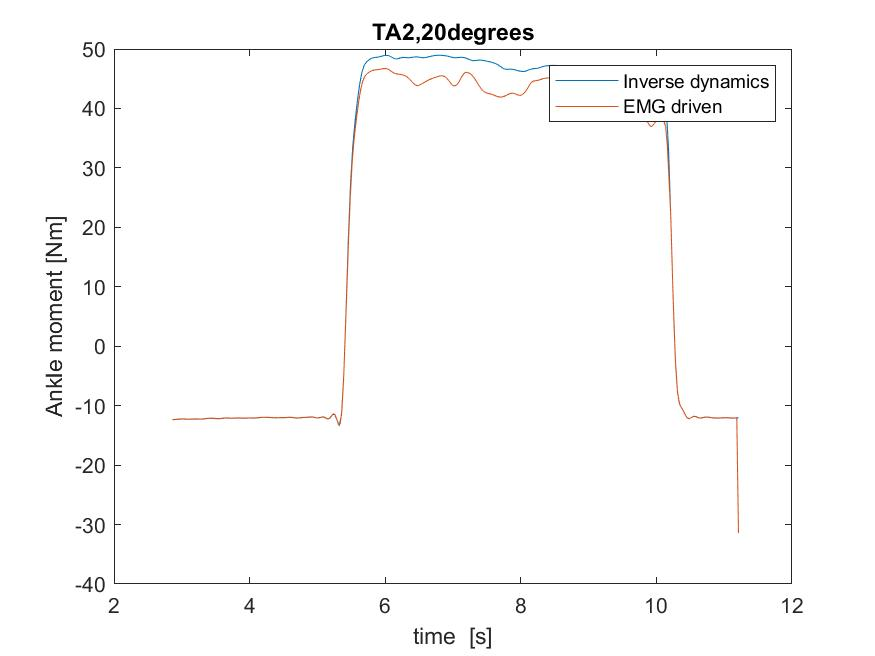 TA2,20degrees
50
40
30
20
10
0
-10
-20
-30
-40
Ankle moment [Nm]
Inverse dynamics
EMG driven
2 4 6 8 10 12
time [s]